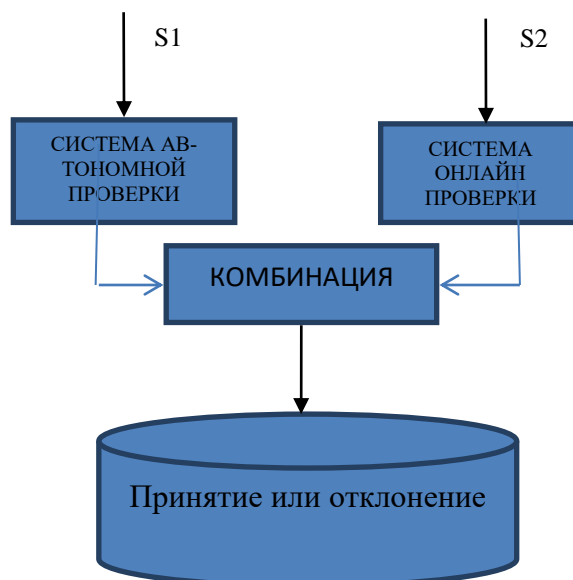 S1
S2
СИСТЕМА АВ-
ТОНОМНОЙ
ПРОВЕРКИ
СИСТЕМА
ОНЛАЙН
ПРОВЕРКИ
КОМБИНАЦИЯ
Принятие или отклонение